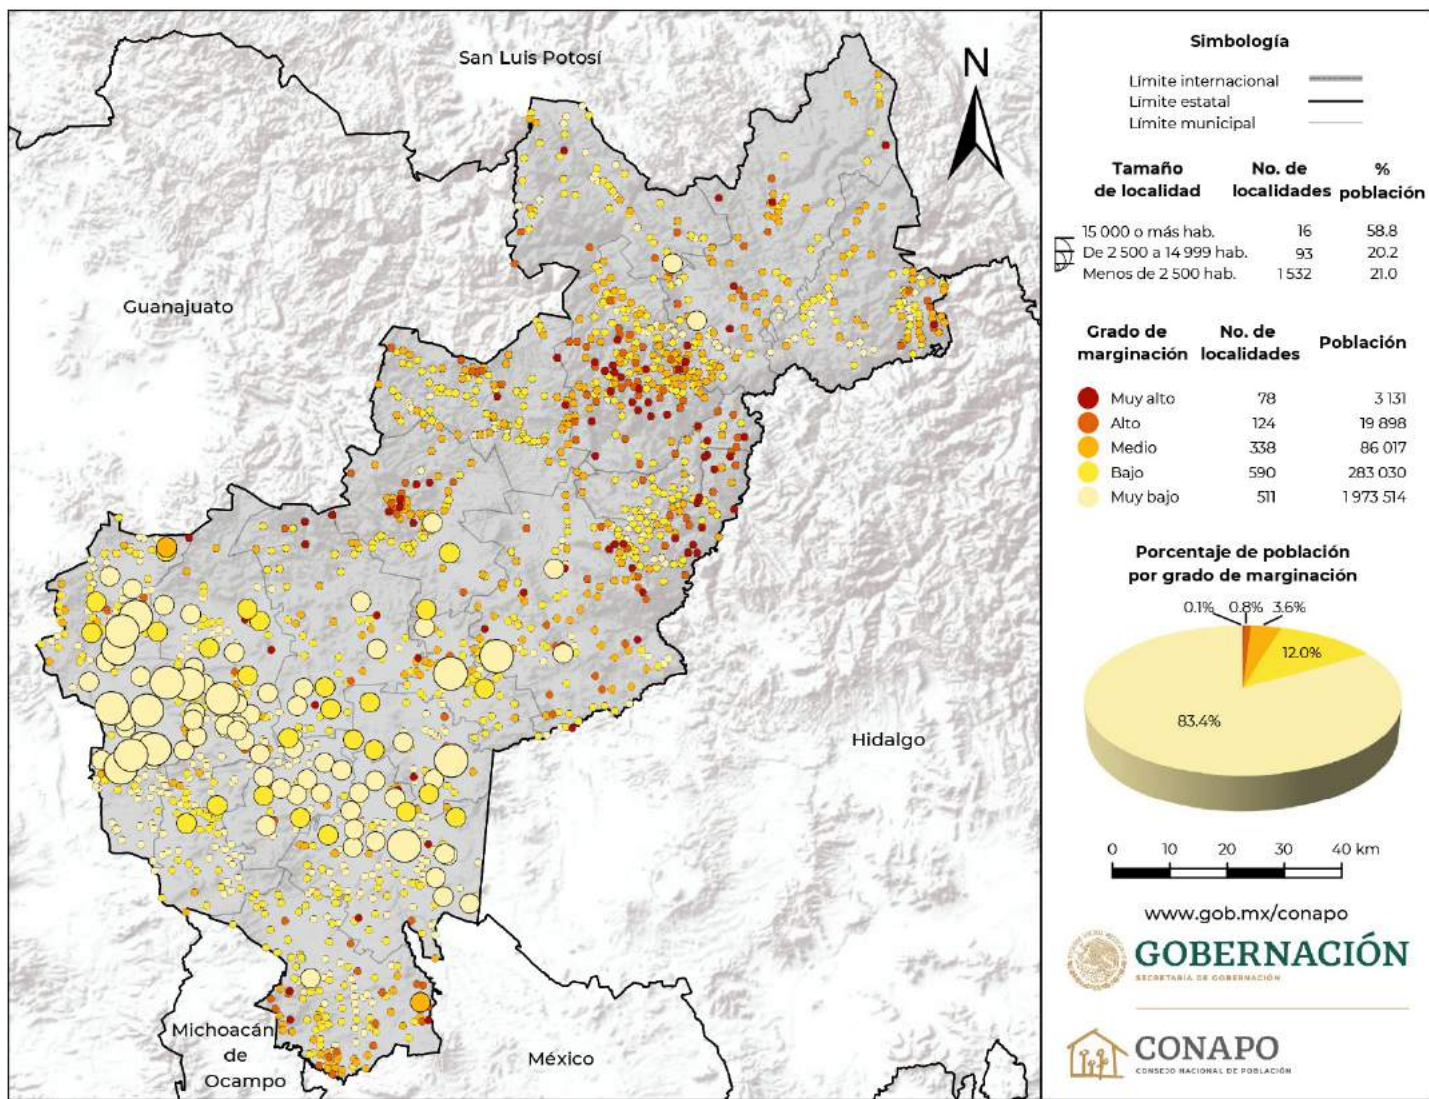 San Luis Potosí
N
Guanajuato
Hidalgo
Michoacán
de
Ocampo
México
Simbología
Límite internacional
Límite estatal
Límite municipal
Tamaño de localidad No. de localidades % población
15 000 o más hab. 16 58.8
De 2 500 a 14 999 hab. 93 20.2
Menos de 2 500 hab. 1 532 21.0
Grado de marginación No. de localidades Población
Muy alto 78 3 131
Alto 124 19 898
Medio 338 86 017
Bajo 590 283 030
Muy bajo 511 1 973 514
Porcentaje de población
por grado de marginación
0.1% 0.8% 3.6%
12.0%
83.4%
0 10 20 30 40 km
www.gob.mx/conapo
GOBERNACIÓN
SECRETARÍA DE GOBERNACIÓN
CONAPO
CONSEJO NACIONAL DE POBLACIÓN